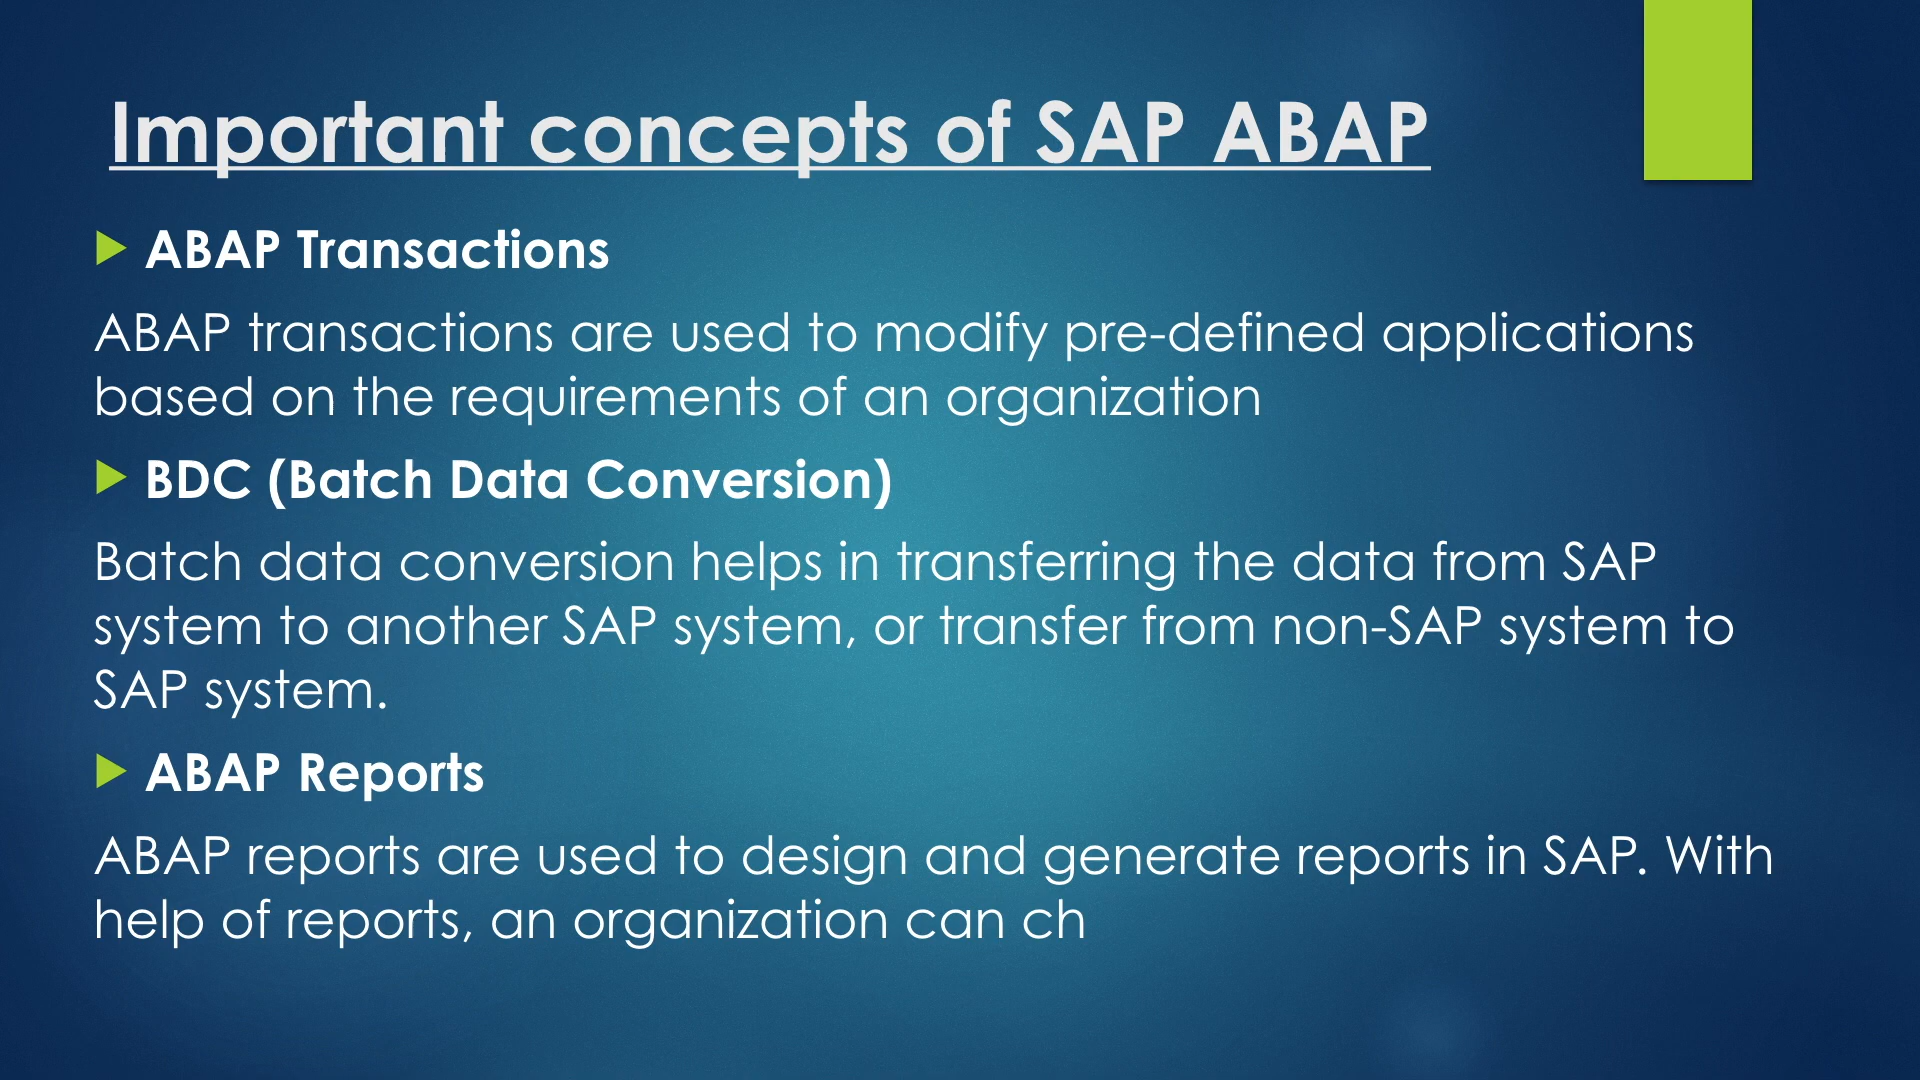 Important concepts of SAP ABAP
ABAP Transactions
ABAP transactions are used to modify pre-defined applications
based on the requirements of an organization
BDC (Batch Data Conversion)
Batch data conversion helps in transferring the data from SAP
system to another SAP system, or transfer from non-SAP system to
SAP system.
ABAP Reports
ABAP reports are used to design and generate reports in SAP. With
help of reports, an organization can ch